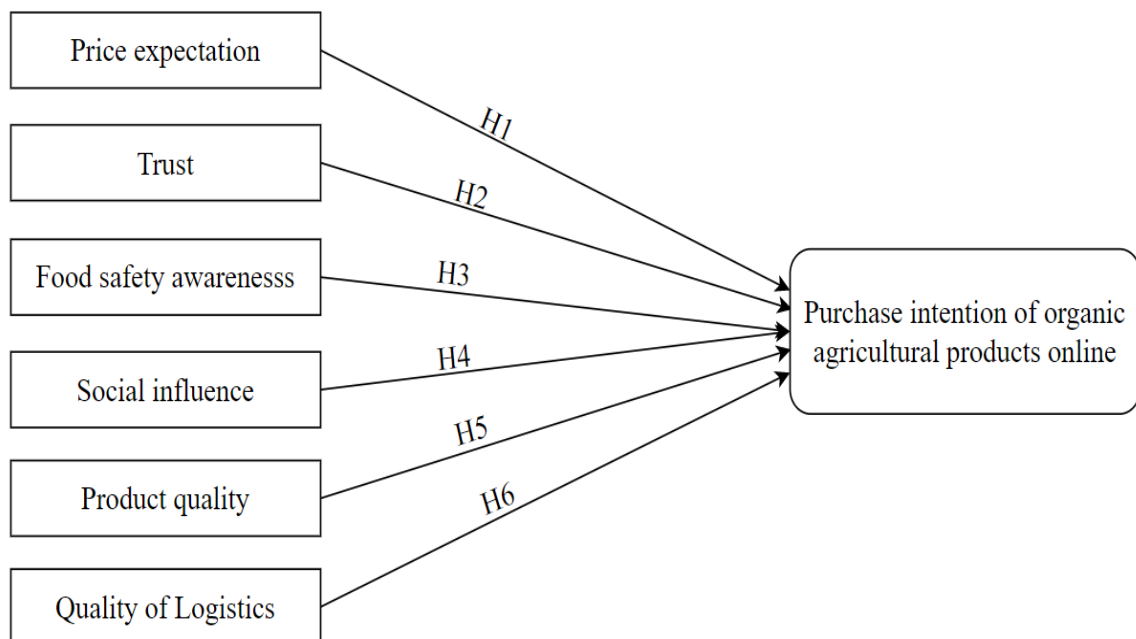 Price expectation
H1
Trust
H2
Food safety awarenesss
H3
Purchase intention of organic
agricultural products online
Social influence
H4
Product quality
H5
Quality of Logistics
H6